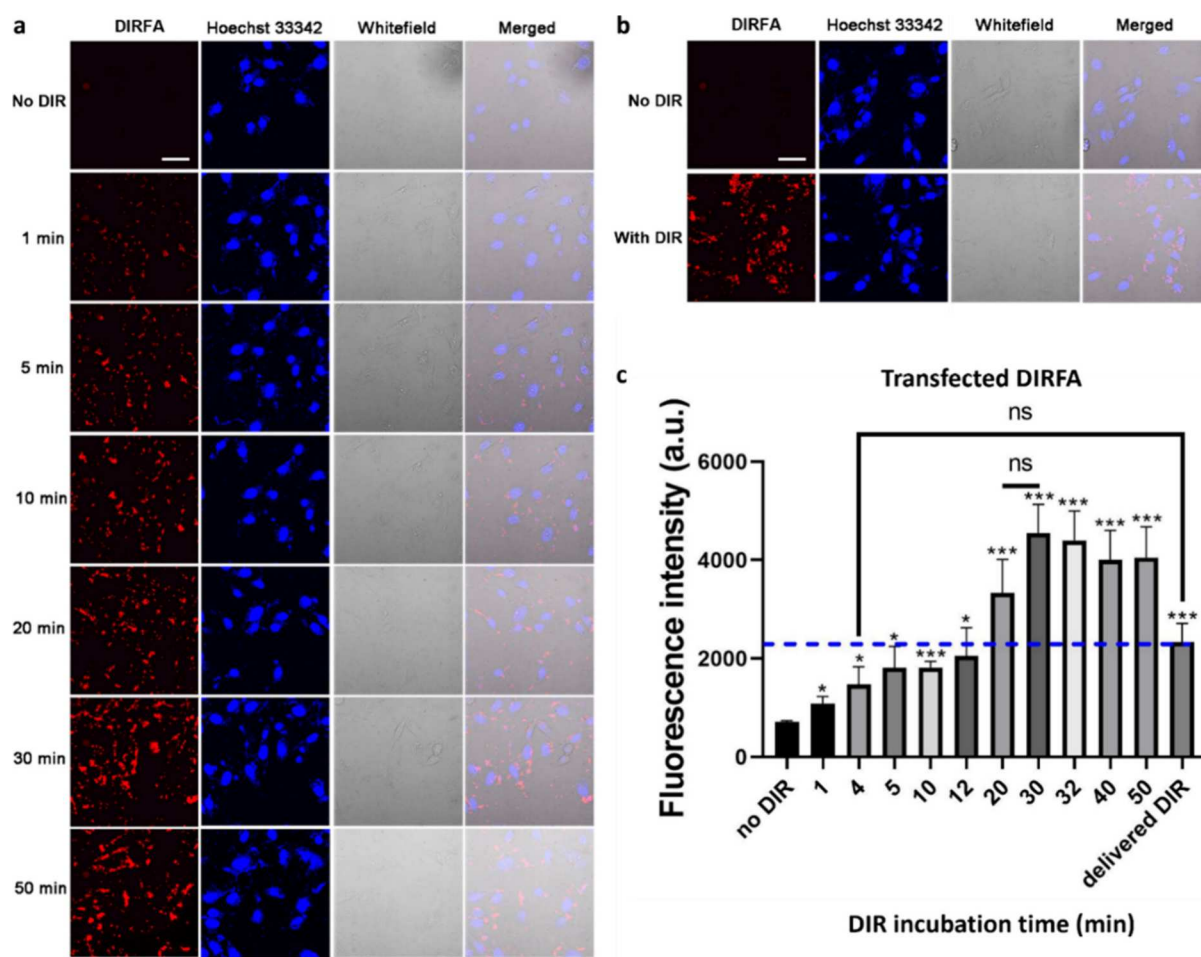 a
DIRFA Hoechst 33342 Whitefield Merged
No DIR
1 min
5 min
10 min
20 min
30 min
50 min
b
DIRFA Hoechst 33342 Whitefield Merged
No DIR
With DIR
c
Transfected DIRFA
Fluorescence intensity (a.u.)
6000
4000
2000
0
ns
ns
* * * *** * *** *** *** *** *** ***
no DIR 1 4 5 10 12 20 30 32 40 50 delivered DIR
DIR incubation time (min)